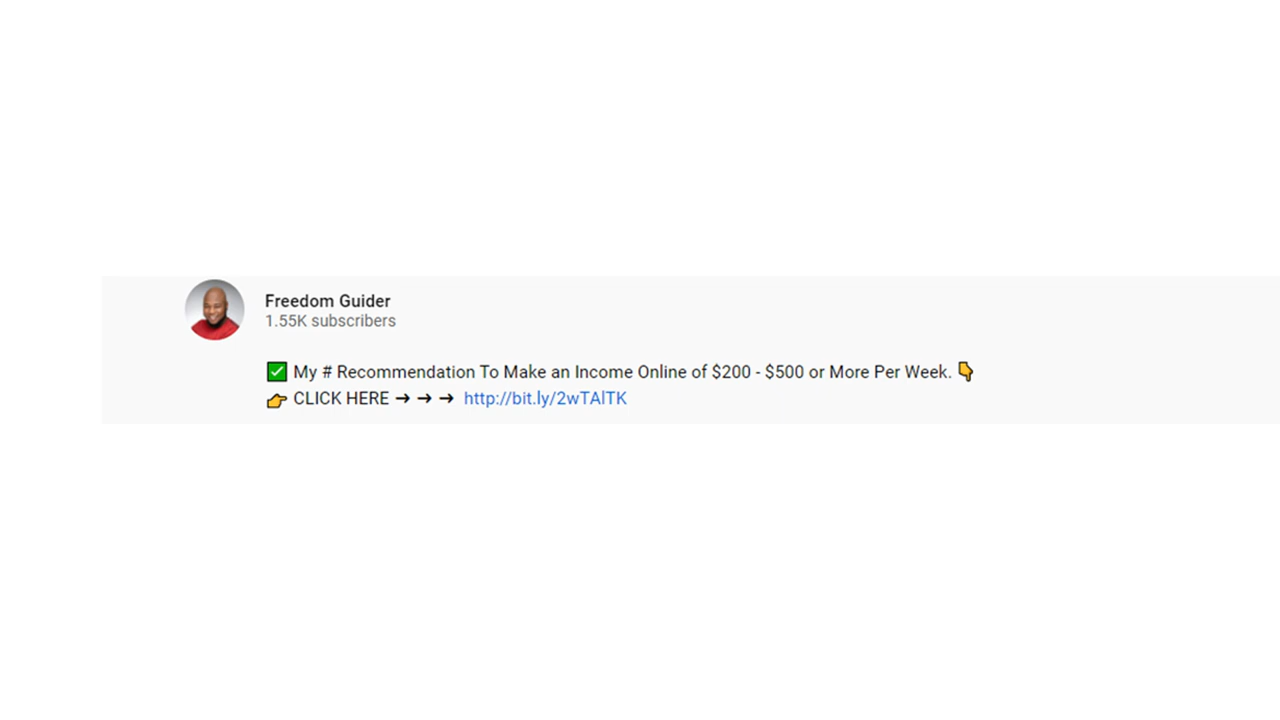 Freedom Guider
1.55K subscribers
✅ My # Recommendation To Make an Income Online of $200 - $500 or More Per Week. 👇
👉 CLICK HERE ➔ ➔ ➔ http://bit.ly/2wTAlTK